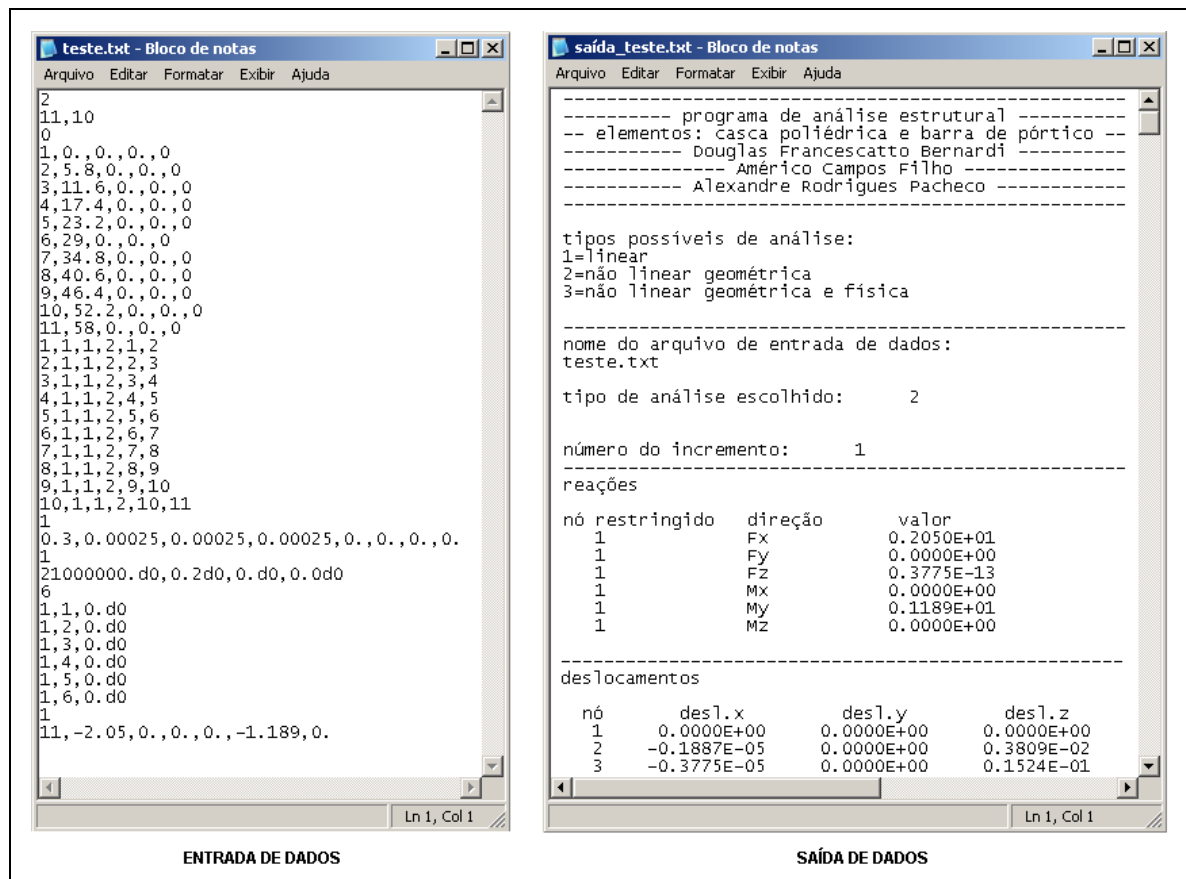 teste.txt - Bloco de notas
Arquivo Editar Formatar Exibir Ajuda
2
11,10
0
1,0.,0.,0.,0
2,5.8,0.,0.,0
3,11.6,0.,0.,0
4,17.4,0.,0.,0
5,23.2,0.,0.,0
6,29,0.,0.,0
7,34.8,0.,0.,0
8,40.6,0.,0.,0
9,46.4,0.,0.,0
10,52.2,0.,0.,0
11,58,0.,0.,0
1,1,1,2,1,2
2,1,1,2,2,3
3,1,1,2,3,4
4,1,1,2,4,5
5,1,1,2,5,6
6,1,1,2,6,7
7,1,1,2,7,8
8,1,1,2,8,9
9,1,1,2,9,10
10,1,1,2,10,11
1
0.3,0.00025,0.00025,0.00025,0.,0.,0.,0.
1
21000000.d0,0.2d0,0.d0,0.0d0
6
1,1,0.d0
1,2,0.d0
1,3,0.d0
1,4,0.d0
1,5,0.d0
1,6,0.d0
1
11,-2.05,0.,0.,0.,-1.189,0.
Ln 1, Col 1
ENTRADA DE DADOS
saída_teste.txt - Bloco de notas
Arquivo Editar Formatar Exibir Ajuda
----------------------------------------------------
---------- programa de análise estrutural ----------
-- elementos: casca poliédrica e barra de pórtico --
----------- Douglas Francescatto Bernardi ----------
--------------- Américo Campos Filho ---------------
----------- Alexandre Rodrigues Pacheco ------------
----------------------------------------------------
tipos possíveis de análise:
1=linear
2=não linear geométrica
3=não linear geométrica e física
----------------------------------------------------
nome do arquivo de entrada de dados:
teste.txt
tipo de análise escolhido: 2
número do incremento: 1
----------------------------------------------------
reações
nó restringido direção valor
1 Fx 0.2050E+01
1 Fy 0.0000E+00
1 Fz 0.3775E-13
1 Mx 0.0000E+00
1 My 0.1189E+01
1 Mz 0.0000E+00
----------------------------------------------------
deslocamentos
nó desl.x desl.y desl.z
1 0.0000E+00 0.0000E+00 0.0000E+00
2 -0.1887E-05 0.0000E+00 0.3809E-02
3 -0.3775E-05 0.0000E+00 0.1524E-01
Ln 1, Col 1
SAÍDA DE DADOS